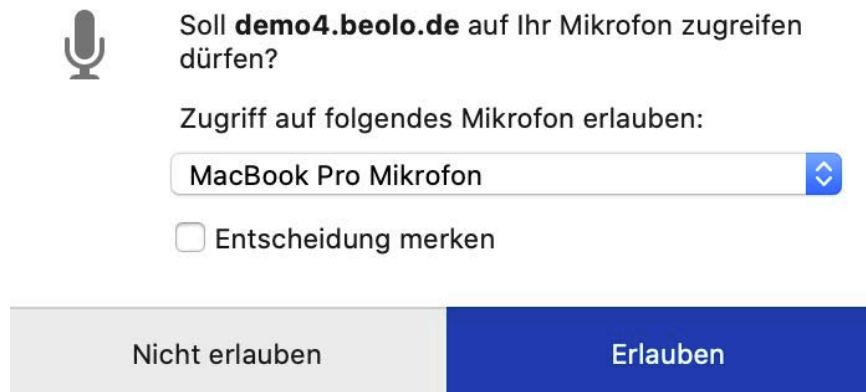 Soll demo4.beolo.de auf Ihr Mikrofon zugreifen
dürfen?
Zugriff auf folgendes Mikrofon erlauben:
MacBook Pro Mikrofon
Entscheidung merken
Nicht erlauben
Erlauben